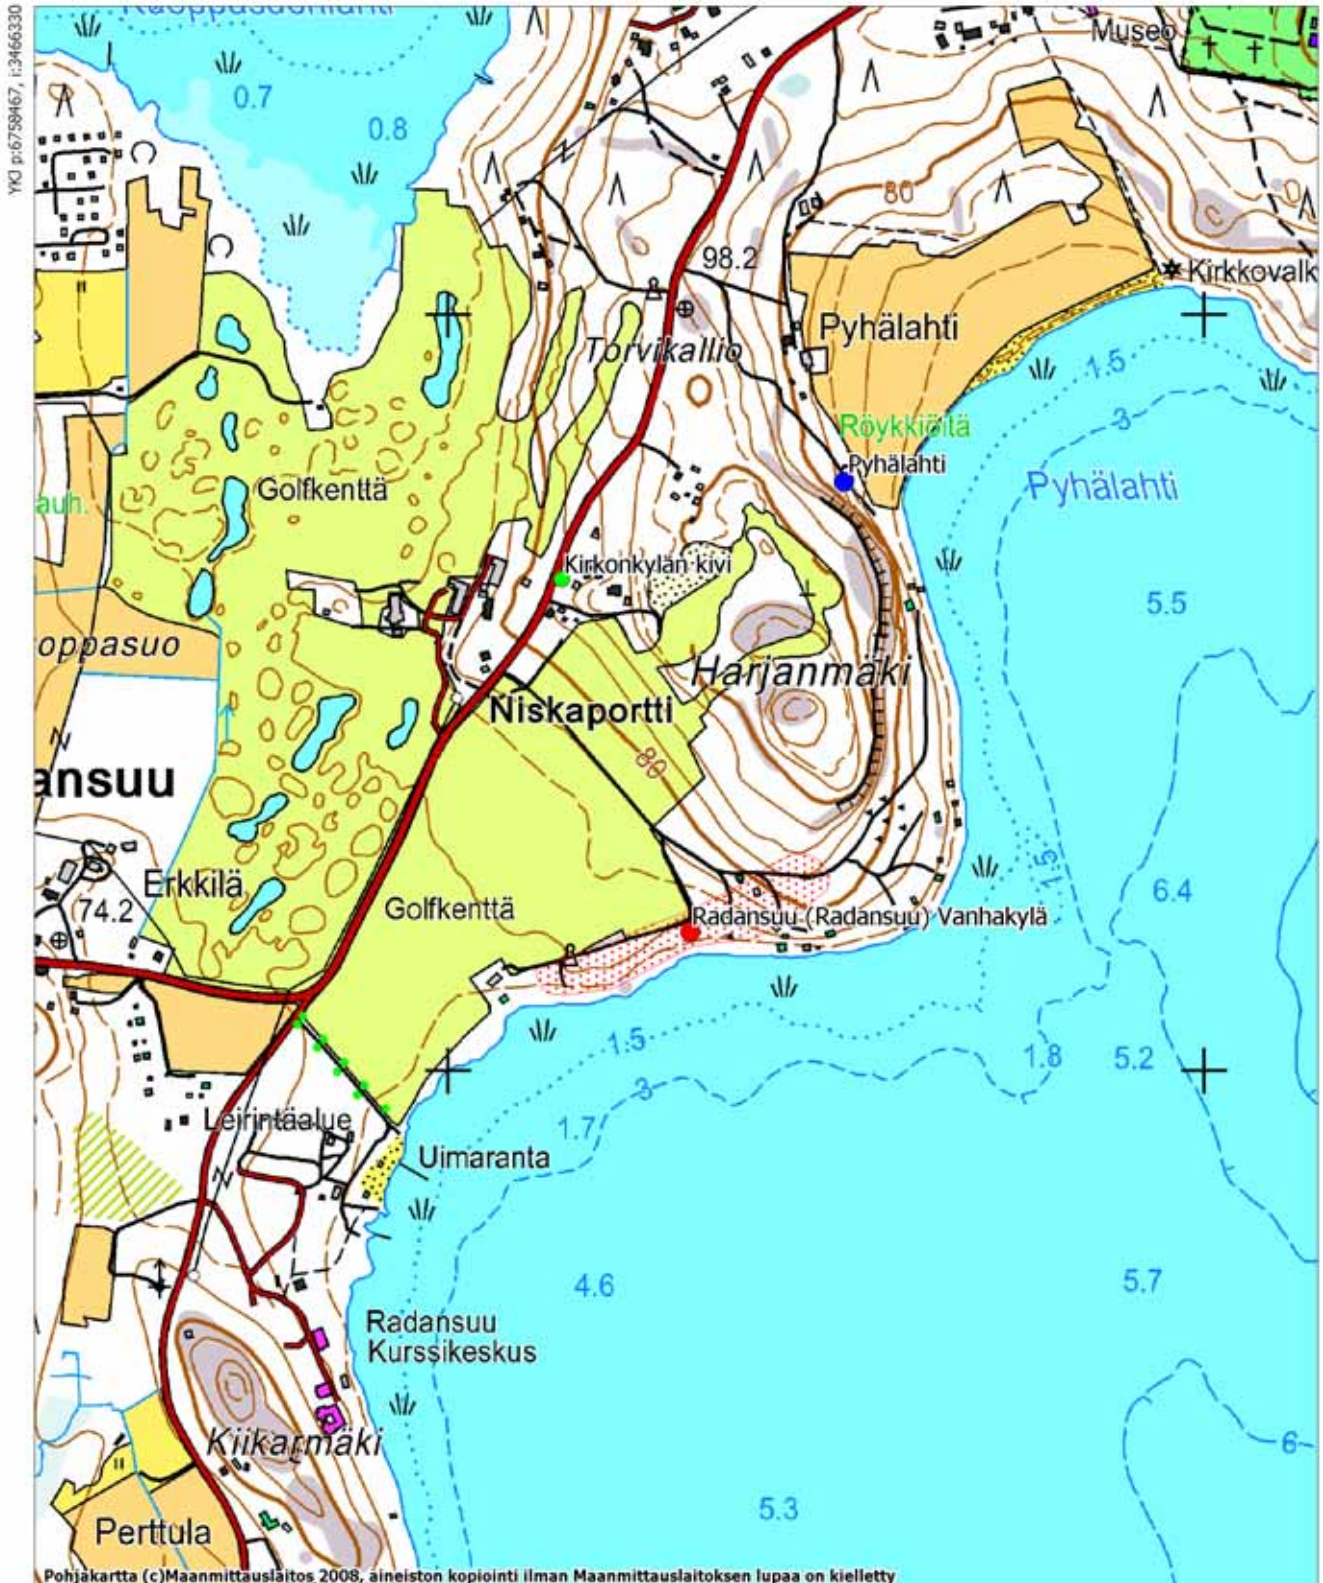 YKJ p:6758467, i:3466330
Museo
0.7
0.8
80
98.2
Kirkkovalk
Pyhälahti
Torvikallio
1.5
3
Röykkiöitä
Pyhälahti
Golfkenttä
Pyhälahti
auh.
Kirkonkylän kivi
5.5
oppasuo
Harjanmäki
Niskaportti
80
ansuu
1.5
Erkkilä
6.4
74.2
Golfkenttä
Radansuu (Radansuu) Vanhakylä
1.5
1.8
5.2
3
Leirintäalue
1.7
Uimaranta
4.6
5.7
Radansuu
Kurssikeskus
Kiikarmäki
6
5.3
Perttula
Pohjakartta (c)Maanmittauslaitos 2008, aineiston kopiointi ilman Maanmittauslaitoksen lupaa on kielletty